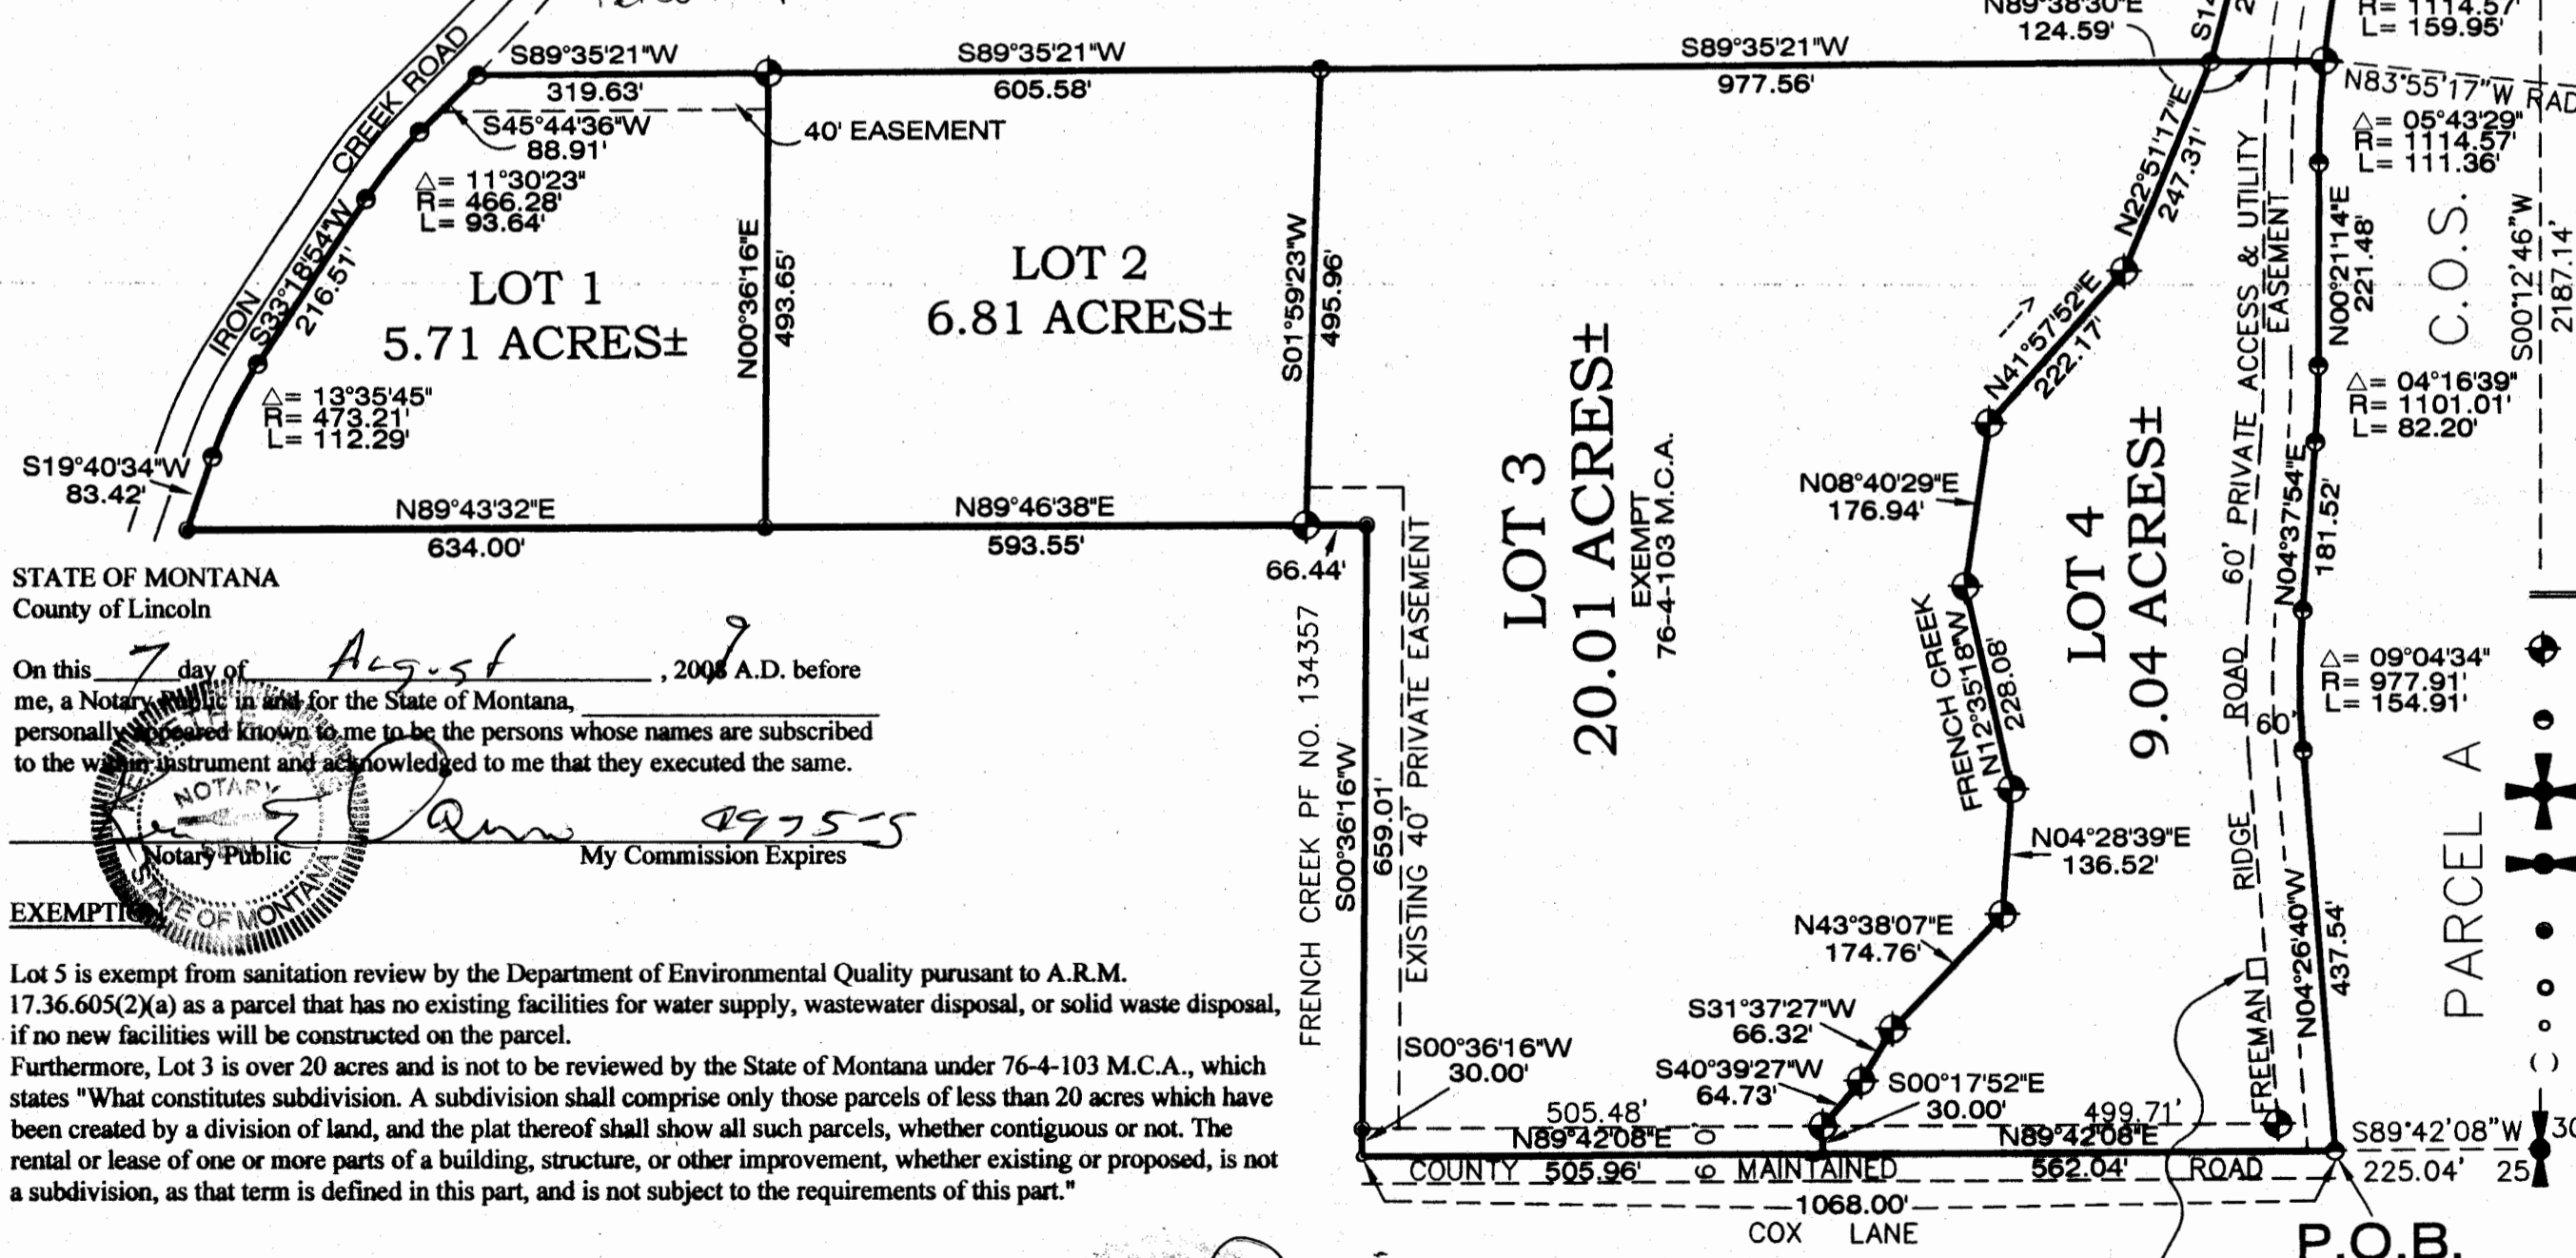 S89°35'21"W
319.63'
S89°35'21"W
605.58'
S89°35'21"W
977.56'
N89°38'30"E
124.59'
R= 1114.57'
L= 159.95'
IRON CREEK ROAD
S45°44'36"W
88.91'
40' EASEMENT
△= 11°30'23"
R= 466.28'
L= 93.64'
S33°18'54"W
216.51'
LOT 1
5.71 ACRES±
△= 13°35'45"
R= 473.21'
L= 112.29'
S19°40'34"W
83.42'
N89°43'32"E
634.00'
N00°36'16"E
493.65'
LOT 2
6.81 ACRES±
N89°46'38"E
593.55'
S01°59'23"W
495.96'
66.44'
FRENCH CREEK PF NO. 134357
S00°36'16"W
659.01'
EXISTING 40' PRIVATE EASEMENT
LOT 3
20.01 ACRES±
EXEMPT
76-4-103 M.C.A.
N22°51'17"E
247.31'
--->
N41°57'52"E
222.17'
N08°40'29"E
176.94'
FRENCH CREEK
N12°35'18"W
228.08'
N04°28'39"E
136.52'
N43°38'07"E
174.76'
S31°37'27"W
66.32'
S40°39'27"W
64.73'
S00°17'52"E
30.00'
S00°36'16"W
30.00'
LOT 4
9.04 ACRES±
FREEMAN RIDGE ROAD 60' PRIVATE ACCESS & UTILITY
EASEMENT
60'
N83°55'17"W RAD
△= 05°43'29"
R= 1114.57'
L= 111.36'
N00°21'14"E
221.48'
△= 04°16'39"
R= 1101.01'
L= 82.20'
N04°37'54"E
181.52'
△= 09°04'34"
R= 977.91'
L= 154.91'
N04°26'40"W
437.54'
C.O.S.
S00°12'46"W
2187.14'
PARCEL A
( )
505.48'
N89°42'08"E
505.96'
60
499.71'
N89°42'08"E
562.04'
COUNTY MAINTAINED ROAD
1068.00'
COX LANE
S89°42'08"W
225.04'
30
25
P.O.B.
STATE OF MONTANA
County of Lincoln
On this 7 day of August , 2009 A.D. before
me, a Notary Public in and for the State of Montana,
personally appeared known to me to be the persons whose names are subscribed
to the within instrument and acknowledged to me that they executed the same.
NOTARY
STATE OF MONTANA
Notary Public My Commission Expires
EXEMPTION
Lot 5 is exempt from sanitation review by the Department of Environmental Quality purusant to A.R.M.
17.36.605(2)(a) as a parcel that has no existing facilities for water supply, wastewater disposal, or solid waste disposal,
if no new facilities will be constructed on the parcel.
Furthermore, Lot 3 is over 20 acres and is not to be reviewed by the State of Montana under 76-4-103 M.C.A., which
states "What constitutes subdivision. A subdivision shall comprise only those parcels of less than 20 acres which have
been created by a division of land, and the plat thereof shall show all such parcels, whether contiguous or not. The
rental or lease of one or more parts of a building, structure, or other improvement, whether existing or proposed, is not
a subdivision, as that term is defined in this part, and is not subject to the requirements of this part."